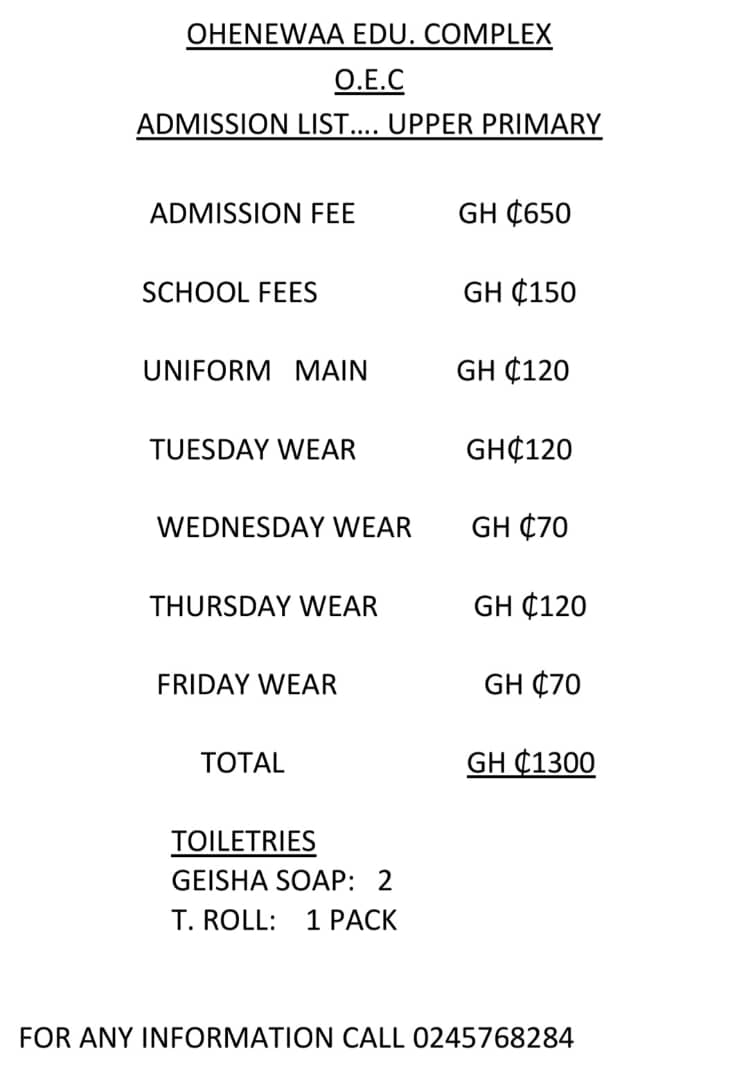 OHENEWAA EDU. COMPLEX
O.E.C
ADMISSION LIST.... UPPER PRIMARY
ADMISSION FEE GH ₵650
SCHOOL FEES GH ₵150
UNIFORM MAIN GH ₵120
TUESDAY WEAR GH₵120
WEDNESDAY WEAR GH ₵70
THURSDAY WEAR GH ₵120
FRIDAY WEAR GH ₵70
TOTAL GH ₵1300
TOILETRIES
GEISHA SOAP: 2
T. ROLL: 1 PACK
FOR ANY INFORMATION CALL 0245768284